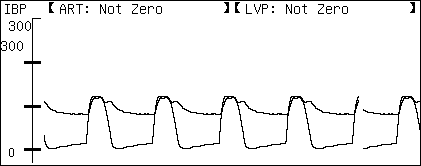 IBP 【 ART: Not Zero 】【 LVP: Not Zero 】
300
300
0